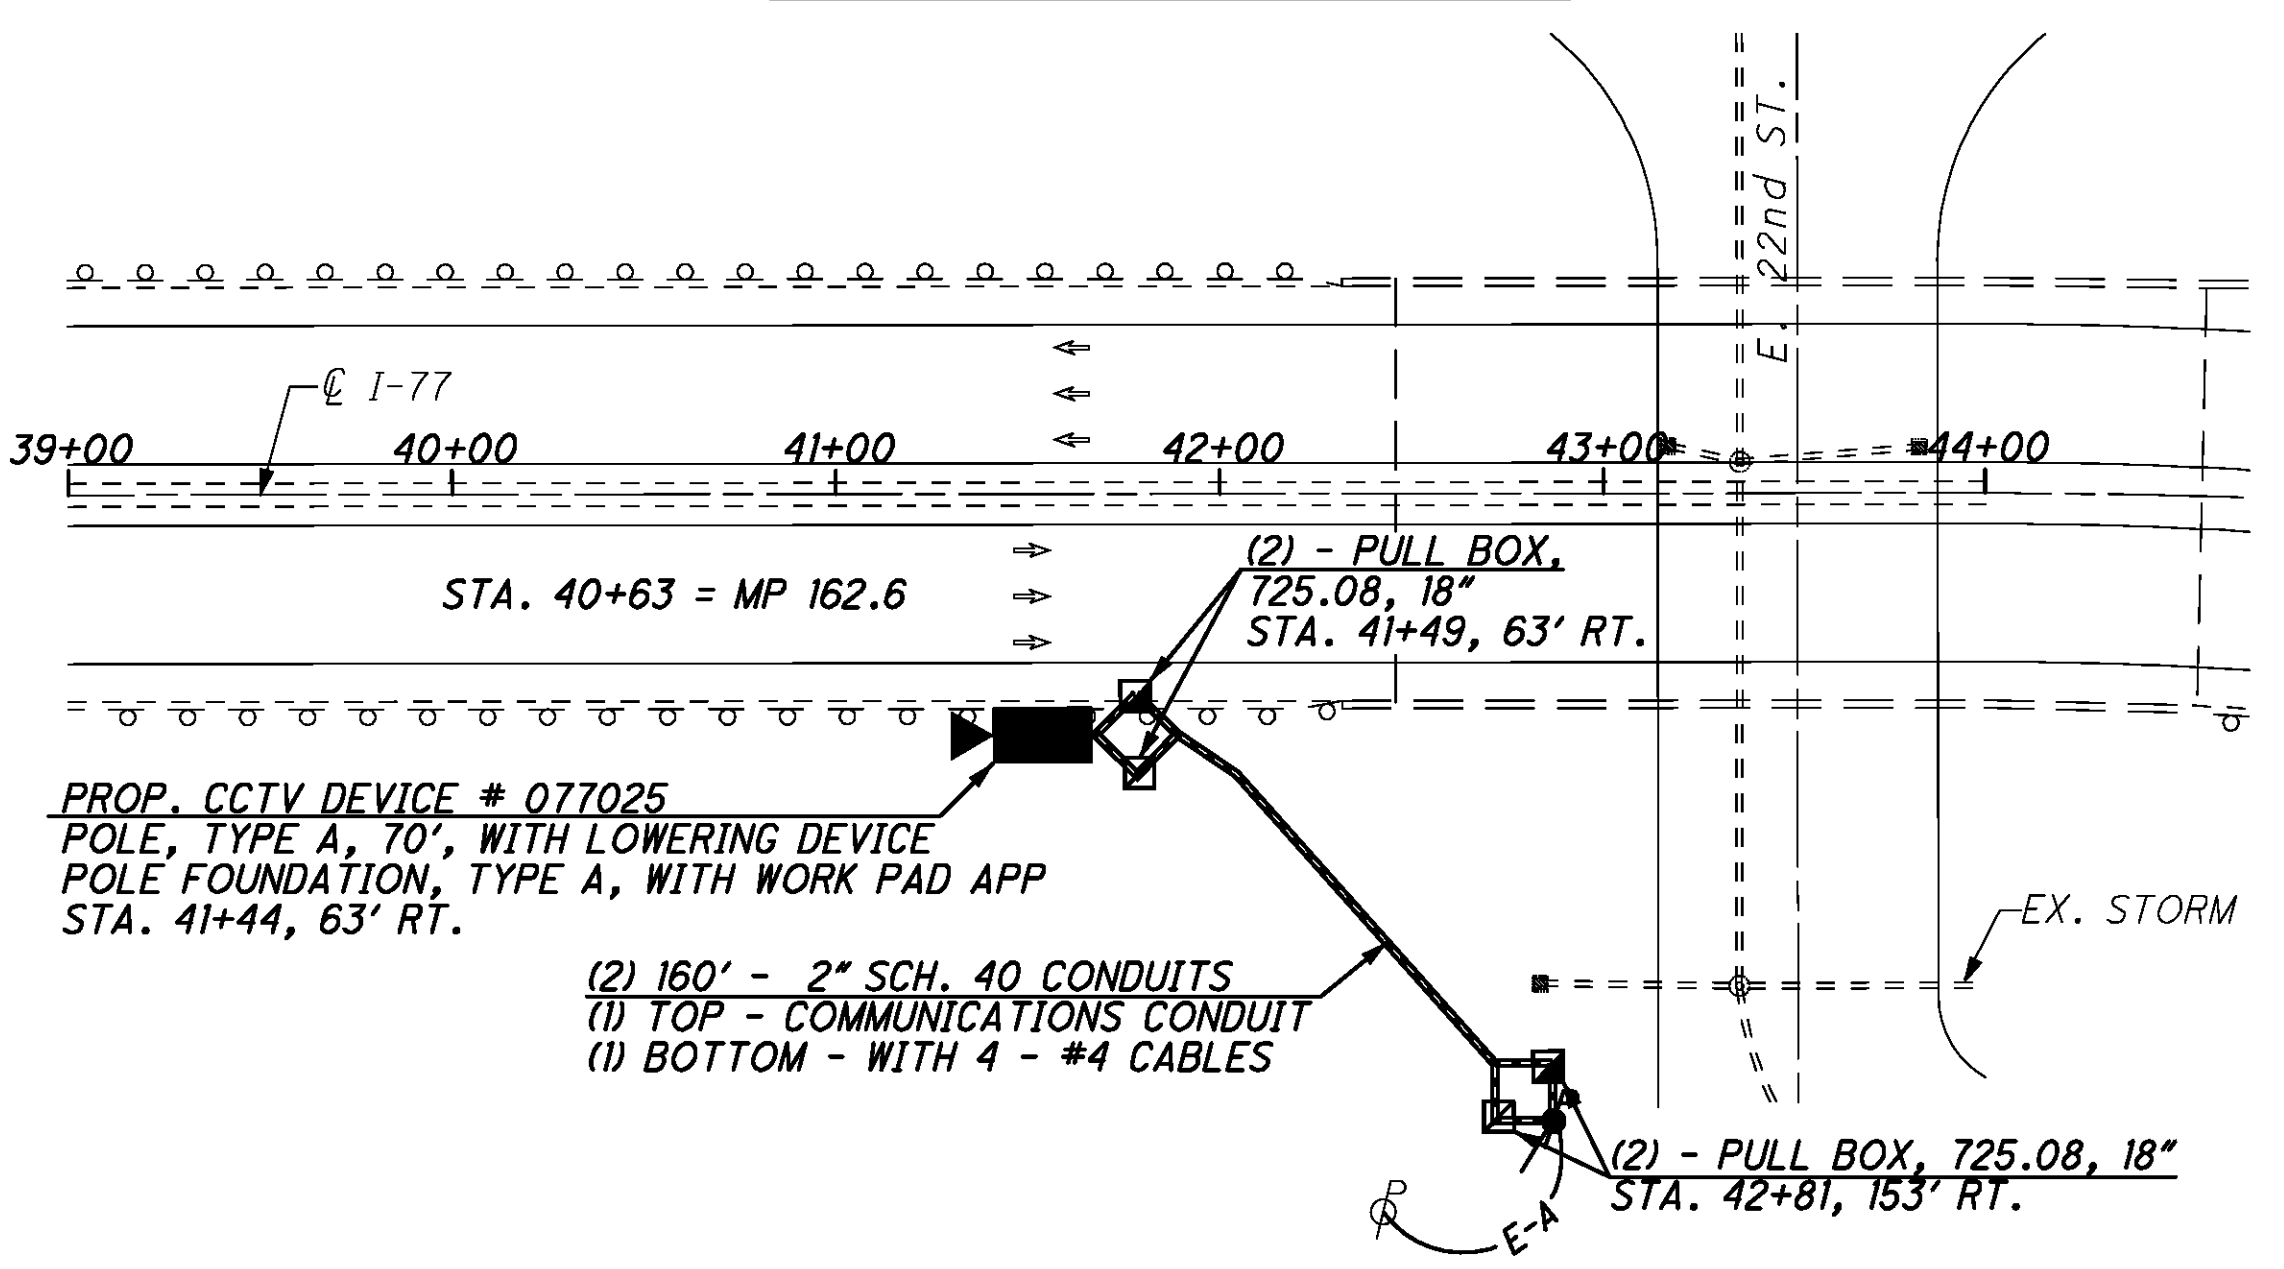 E. 22nd ST.
℄ I-77
39+00 40+00 41+00 42+00 43+00 44+00
(2) - PULL BOX,
725.08, 18"
STA. 41+49, 63' RT.
STA. 40+63 = MP 162.6
PROP. CCTV DEVICE # 077025
POLE, TYPE A, 70', WITH LOWERING DEVICE
POLE FOUNDATION, TYPE A, WITH WORK PAD APP
STA. 41+44, 63' RT.
EX. STORM
(2) 160' - 2" SCH. 40 CONDUITS
(1) TOP - COMMUNICATIONS CONDUIT
(1) BOTTOM - WITH 4 - #4 CABLES
(2) - PULL BOX, 725.08, 18"
STA. 42+81, 153' RT.
P
E-A